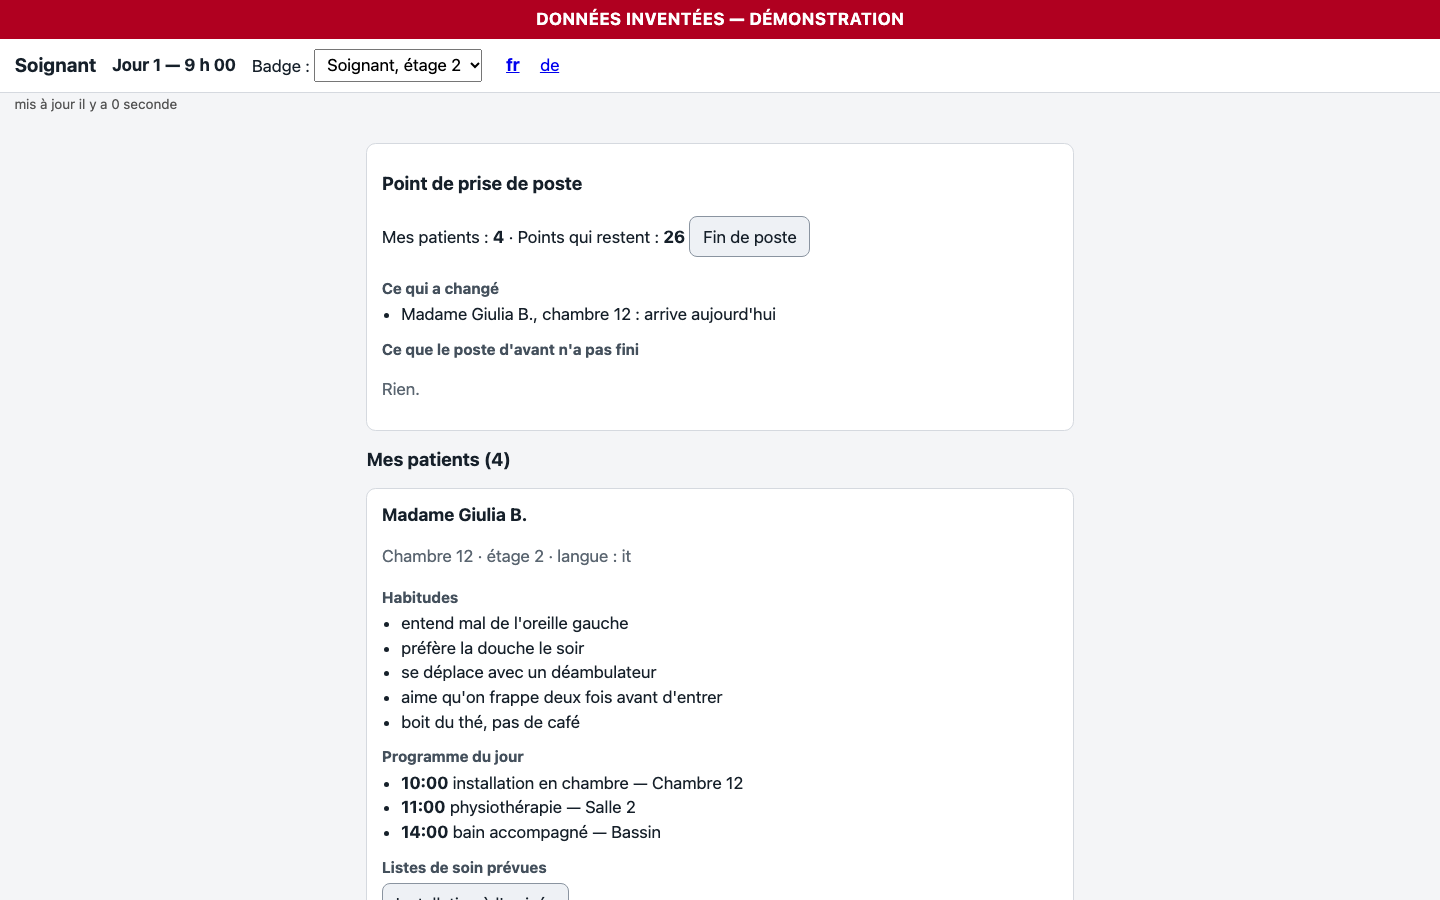 DONNÉES INVENTÉES — DÉMONSTRATION
Soignant Jour 1 — 9 h 00 Badge : Soignant, étage 2 fr de
mis à jour il y a 0 seconde
Point de prise de poste
Mes patients : 4 · Points qui restent : 26 Fin de poste
Ce qui a changé
• Madame Giulia B., chambre 12 : arrive aujourd'hui
Ce que le poste d'avant n'a pas fini
Rien.
Mes patients (4)
Madame Giulia B.
Chambre 12 · étage 2 · langue : it
Habitudes
• entend mal de l'oreille gauche
• préfère la douche le soir
• se déplace avec un déambulateur
• aime qu'on frappe deux fois avant d'entrer
• boit du thé, pas de café
Programme du jour
• 10:00 installation en chambre — Chambre 12
• 11:00 physiothérapie — Salle 2
• 14:00 bain accompagné — Bassin
Listes de soin prévues